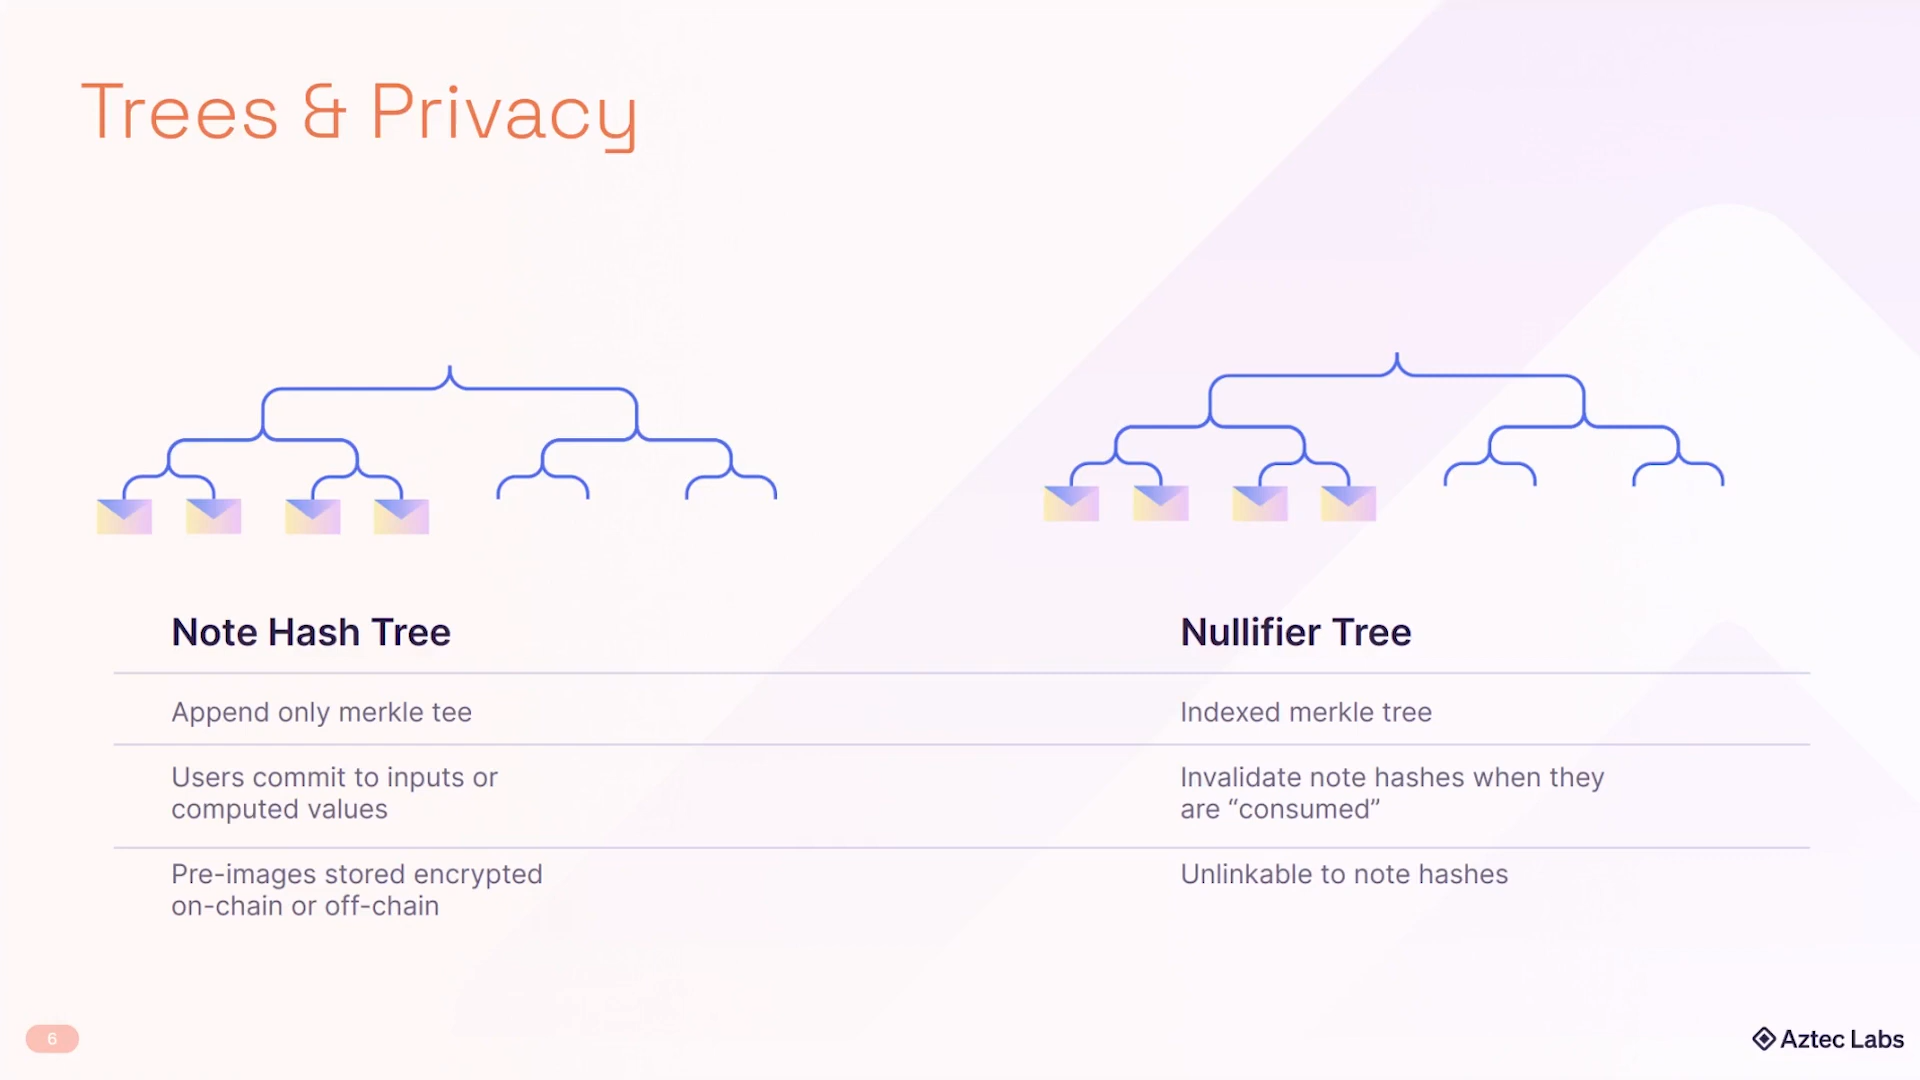 Trees & Privacy
Note Hash Tree
Nullifier Tree
Append only merkle tee
Indexed merkle tree
Users commit to inputs or
computed values
Invalidate note hashes when they
are “consumed”
Pre-images stored encrypted
on-chain or off-chain
Unlinkable to note hashes
6
Aztec Labs